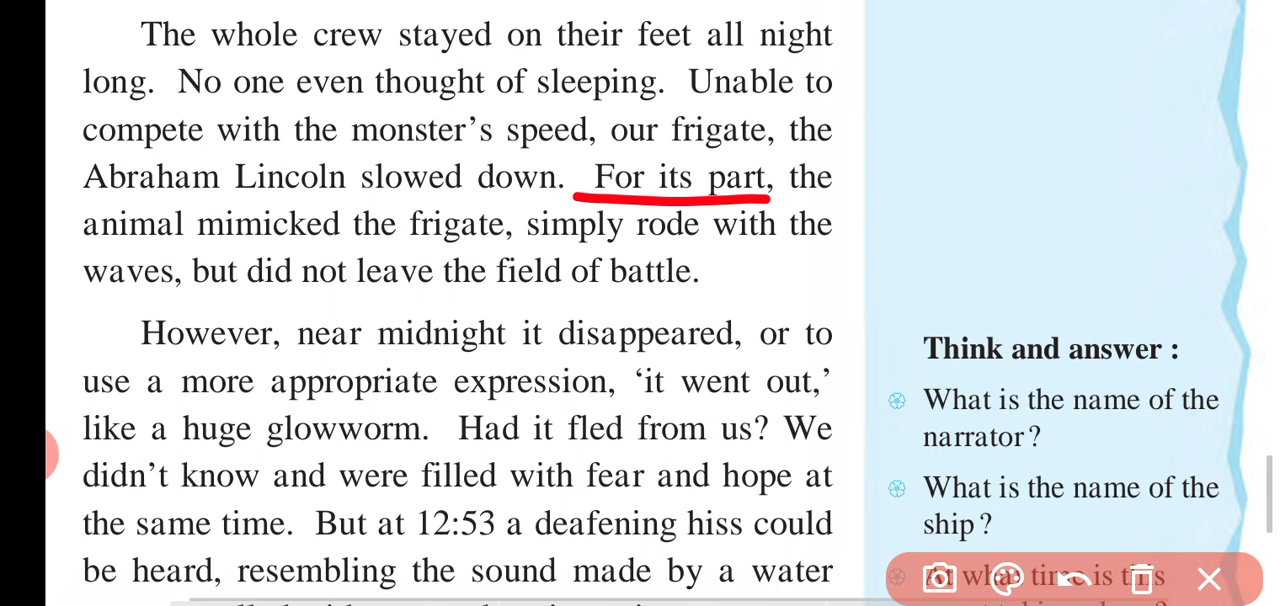 The whole crew stayed on their feet all night
long. No one even thought of sleeping. Unable to
compete with the monster’s speed, our frigate, the
Abraham Lincoln slowed down. For its part, the
animal mimicked the frigate, simply rode with the
waves, but did not leave the field of battle.
However, near midnight it disappeared, or to
use a more appropriate expression, ‘it went out,’
like a huge glowworm. Had it fled from us? We
didn’t know and were filled with fear and hope at
the same time. But at 12:53 a deafening hiss could
be heard, resembling the sound made by a water
Think and answer :
What is the name of the
narrator?
What is the name of the
ship?
At what time is this